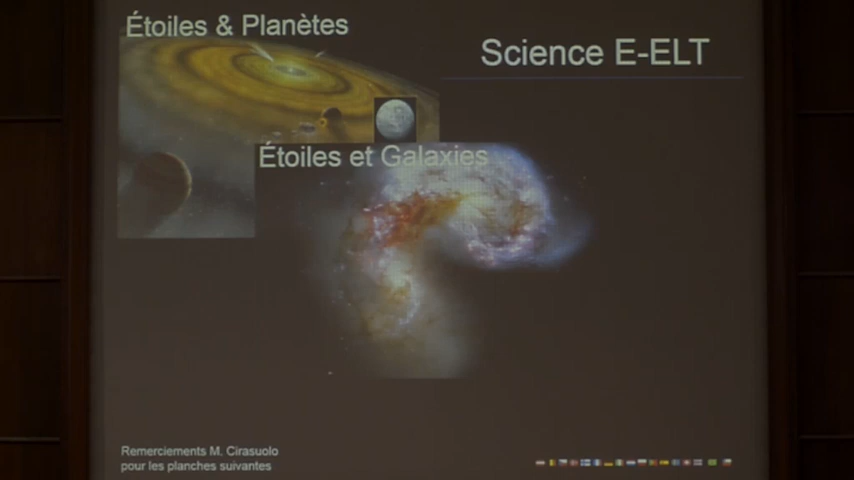 Étoiles & Planètes
Science E-ELT
Étoiles et Galaxies
Remerciements M. Cirasuolo
pour les planches suivantes